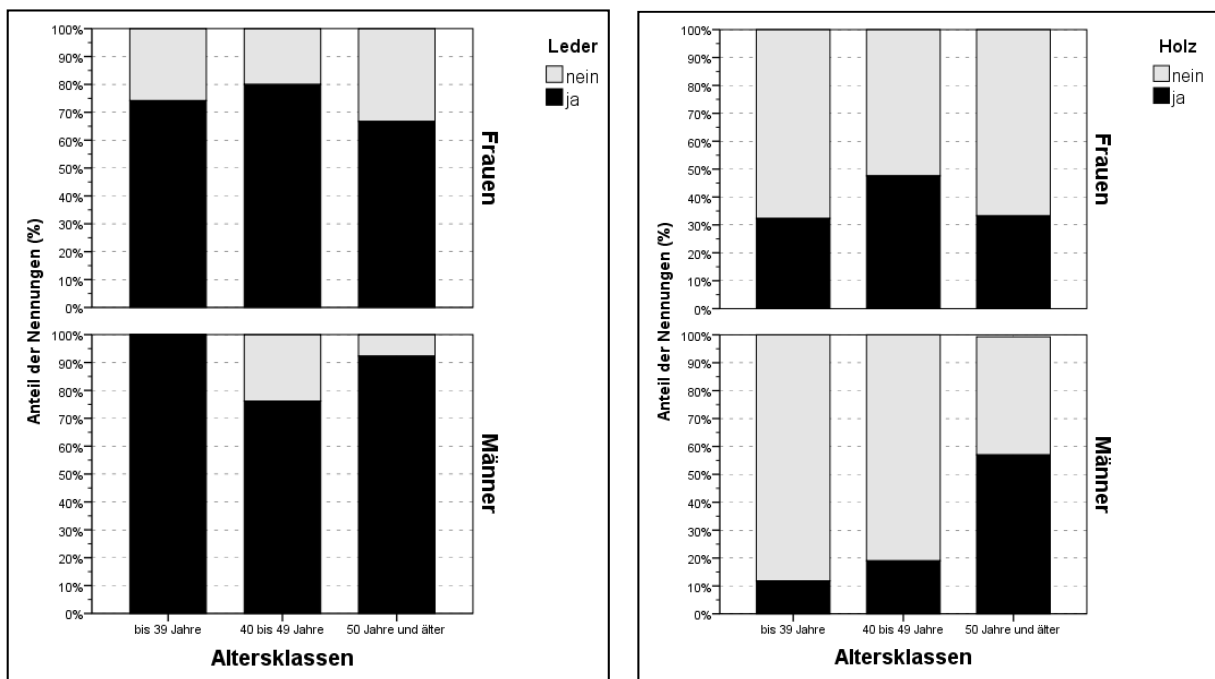 Anteil der Nennungen (%)
100%
90%
80%
70%
60%
50%
40%
30%
20%
10%
0%
Frauen
Leder
nein
ja
100%
90%
80%
70%
60%
50%
40%
30%
20%
10%
0%
Männer
bis 39 Jahre 40 bis 49 Jahre 50 Jahre und älter
Altersklassen
Anteil der Nennungen (%)
100%
90%
80%
70%
60%
50%
40%
30%
20%
10%
0%
Frauen
Holz
nein
ja
100%
90%
80%
70%
60%
50%
40%
30%
20%
10%
0%
Männer
bis 39 Jahre 40 bis 49 Jahre 50 Jahre und älter
Altersklassen